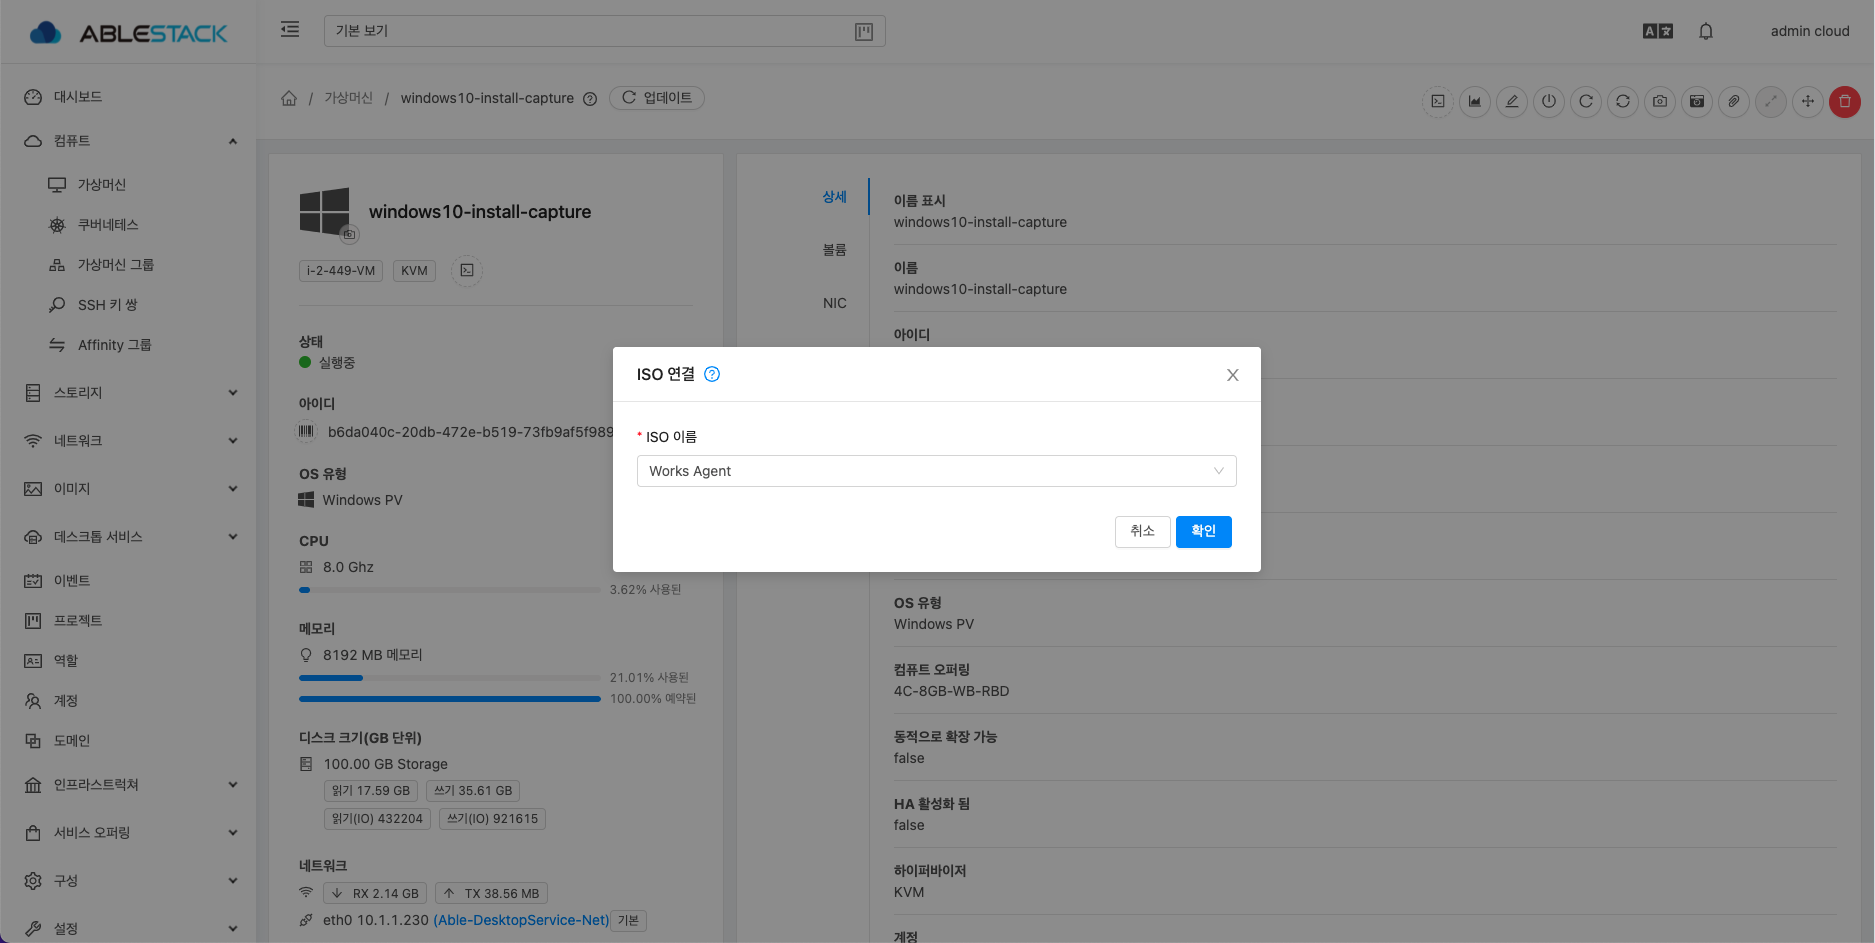 ABLESTACK
기본 보기
admin cloud
대시보드
컴퓨트
가상머신
쿠버네테스
가상머신 그룹
SSH 키 쌍
Affinity 그룹
스토리지
네트워크
이미지
데스크톱 서비스
이벤트
프로젝트
역할
계정
도메인
인프라스트럭쳐
서비스 오퍼링
구성
설정
/ 가상머신 / windows10-install-capture
업데이트
windows10-install-capture
i-2-449-VM KVM
상태
실행중
아이디
b6da040c-20db-472e-b519-73fb9af5f989
OS 유형
Windows PV
CPU
8.0 Ghz
3.62% 사용된
메모리
8192 MB 메모리
21.01% 사용된
100.00% 예약된
디스크 크기(GB 단위)
100.00 GB Storage
읽기 17.59 GB 쓰기 35.61 GB
읽기(IO) 432204 쓰기(IO) 921615
네트워크
RX 2.14 GB TX 38.56 MB
eth0 10.1.1.230 (Able-DesktopService-Net) 기본
상세
볼륨
NIC
이름 표시
windows10-install-capture
이름
windows10-install-capture
아이디
OS 유형
Windows PV
컴퓨트 오퍼링
4C-8GB-WB-RBD
동적으로 확장 가능
false
HA 활성화 됨
false
하이퍼바이저
KVM
계정
ISO 연결
* ISO 이름
Works Agent
취소 확인